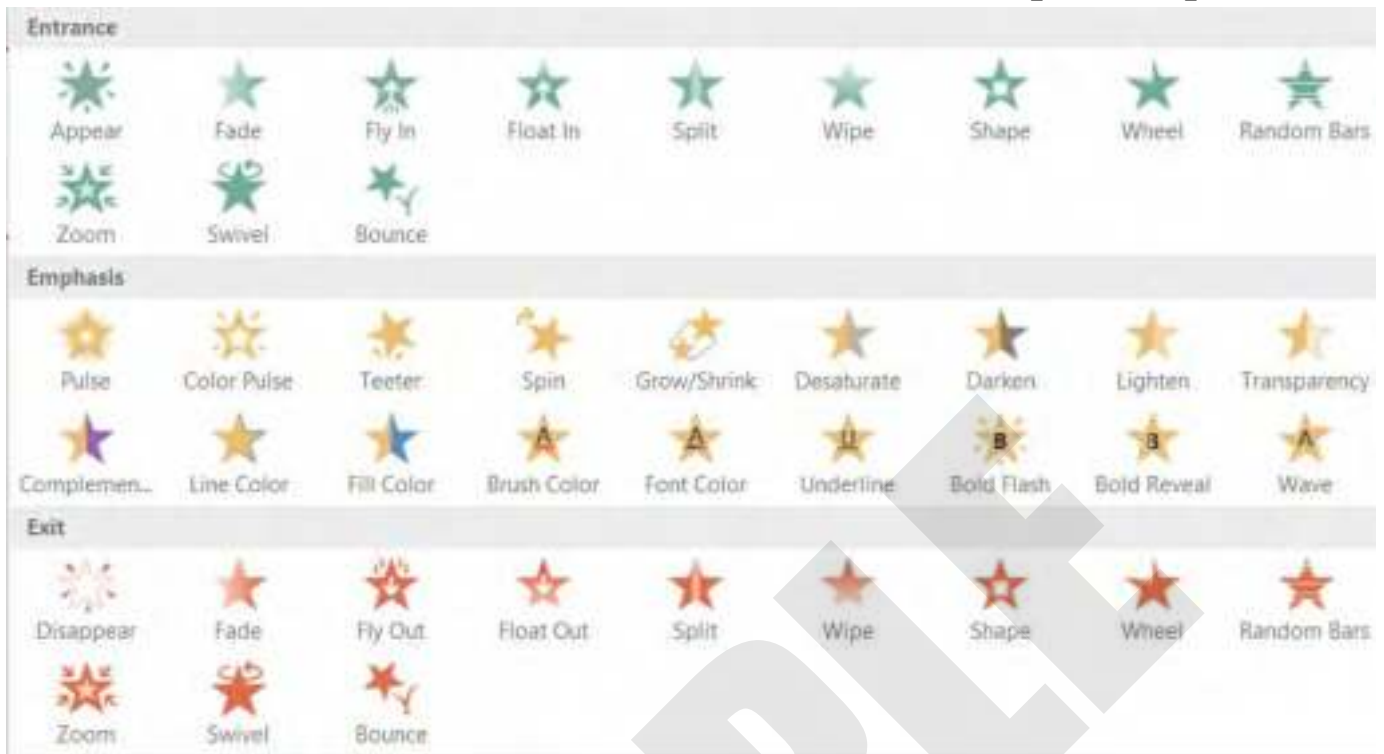 Entrance
Appear Fade Fly In Float In Split Wipe Shape Wheel Random Bars
Zoom Swivel Bounce
Emphasis
Pulse Color Pulse Teeter Spin Grow/Shrink Desaturate Darken Lighten Transparency
Complemen... Line Color Fill Color Brush Color Font Color Underline Bold Flash Bold Reveal Wave
Exit
Disappear Fade Fly Out Float Out Split Wipe Shape Wheel Random Bars
Zoom Swivel Bounce